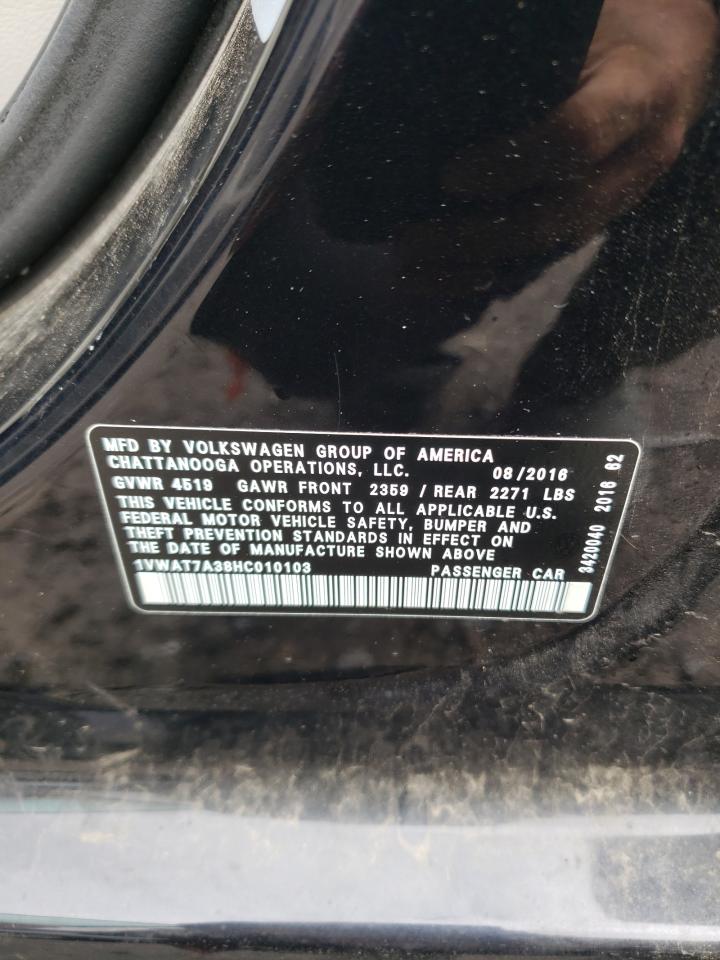 MFD BY VOLKSWAGEN GROUP OF AMERICA
CHATTANOOGA OPERATIONS, LLC. 08/2016
GVWR 4519 GAWR FRONT 2359 / REAR 2271 LBS
THIS VEHICLE CONFORMS TO ALL APPLICABLE U.S.
FEDERAL MOTOR VEHICLE SAFETY, BUMPER AND
THEFT PREVENTION STANDARDS IN EFFECT ON
THE DATE OF MANUFACTURE SHOWN ABOVE
1VWAT7A38HC010103 PASSENGER CAR
3420040 2016 62